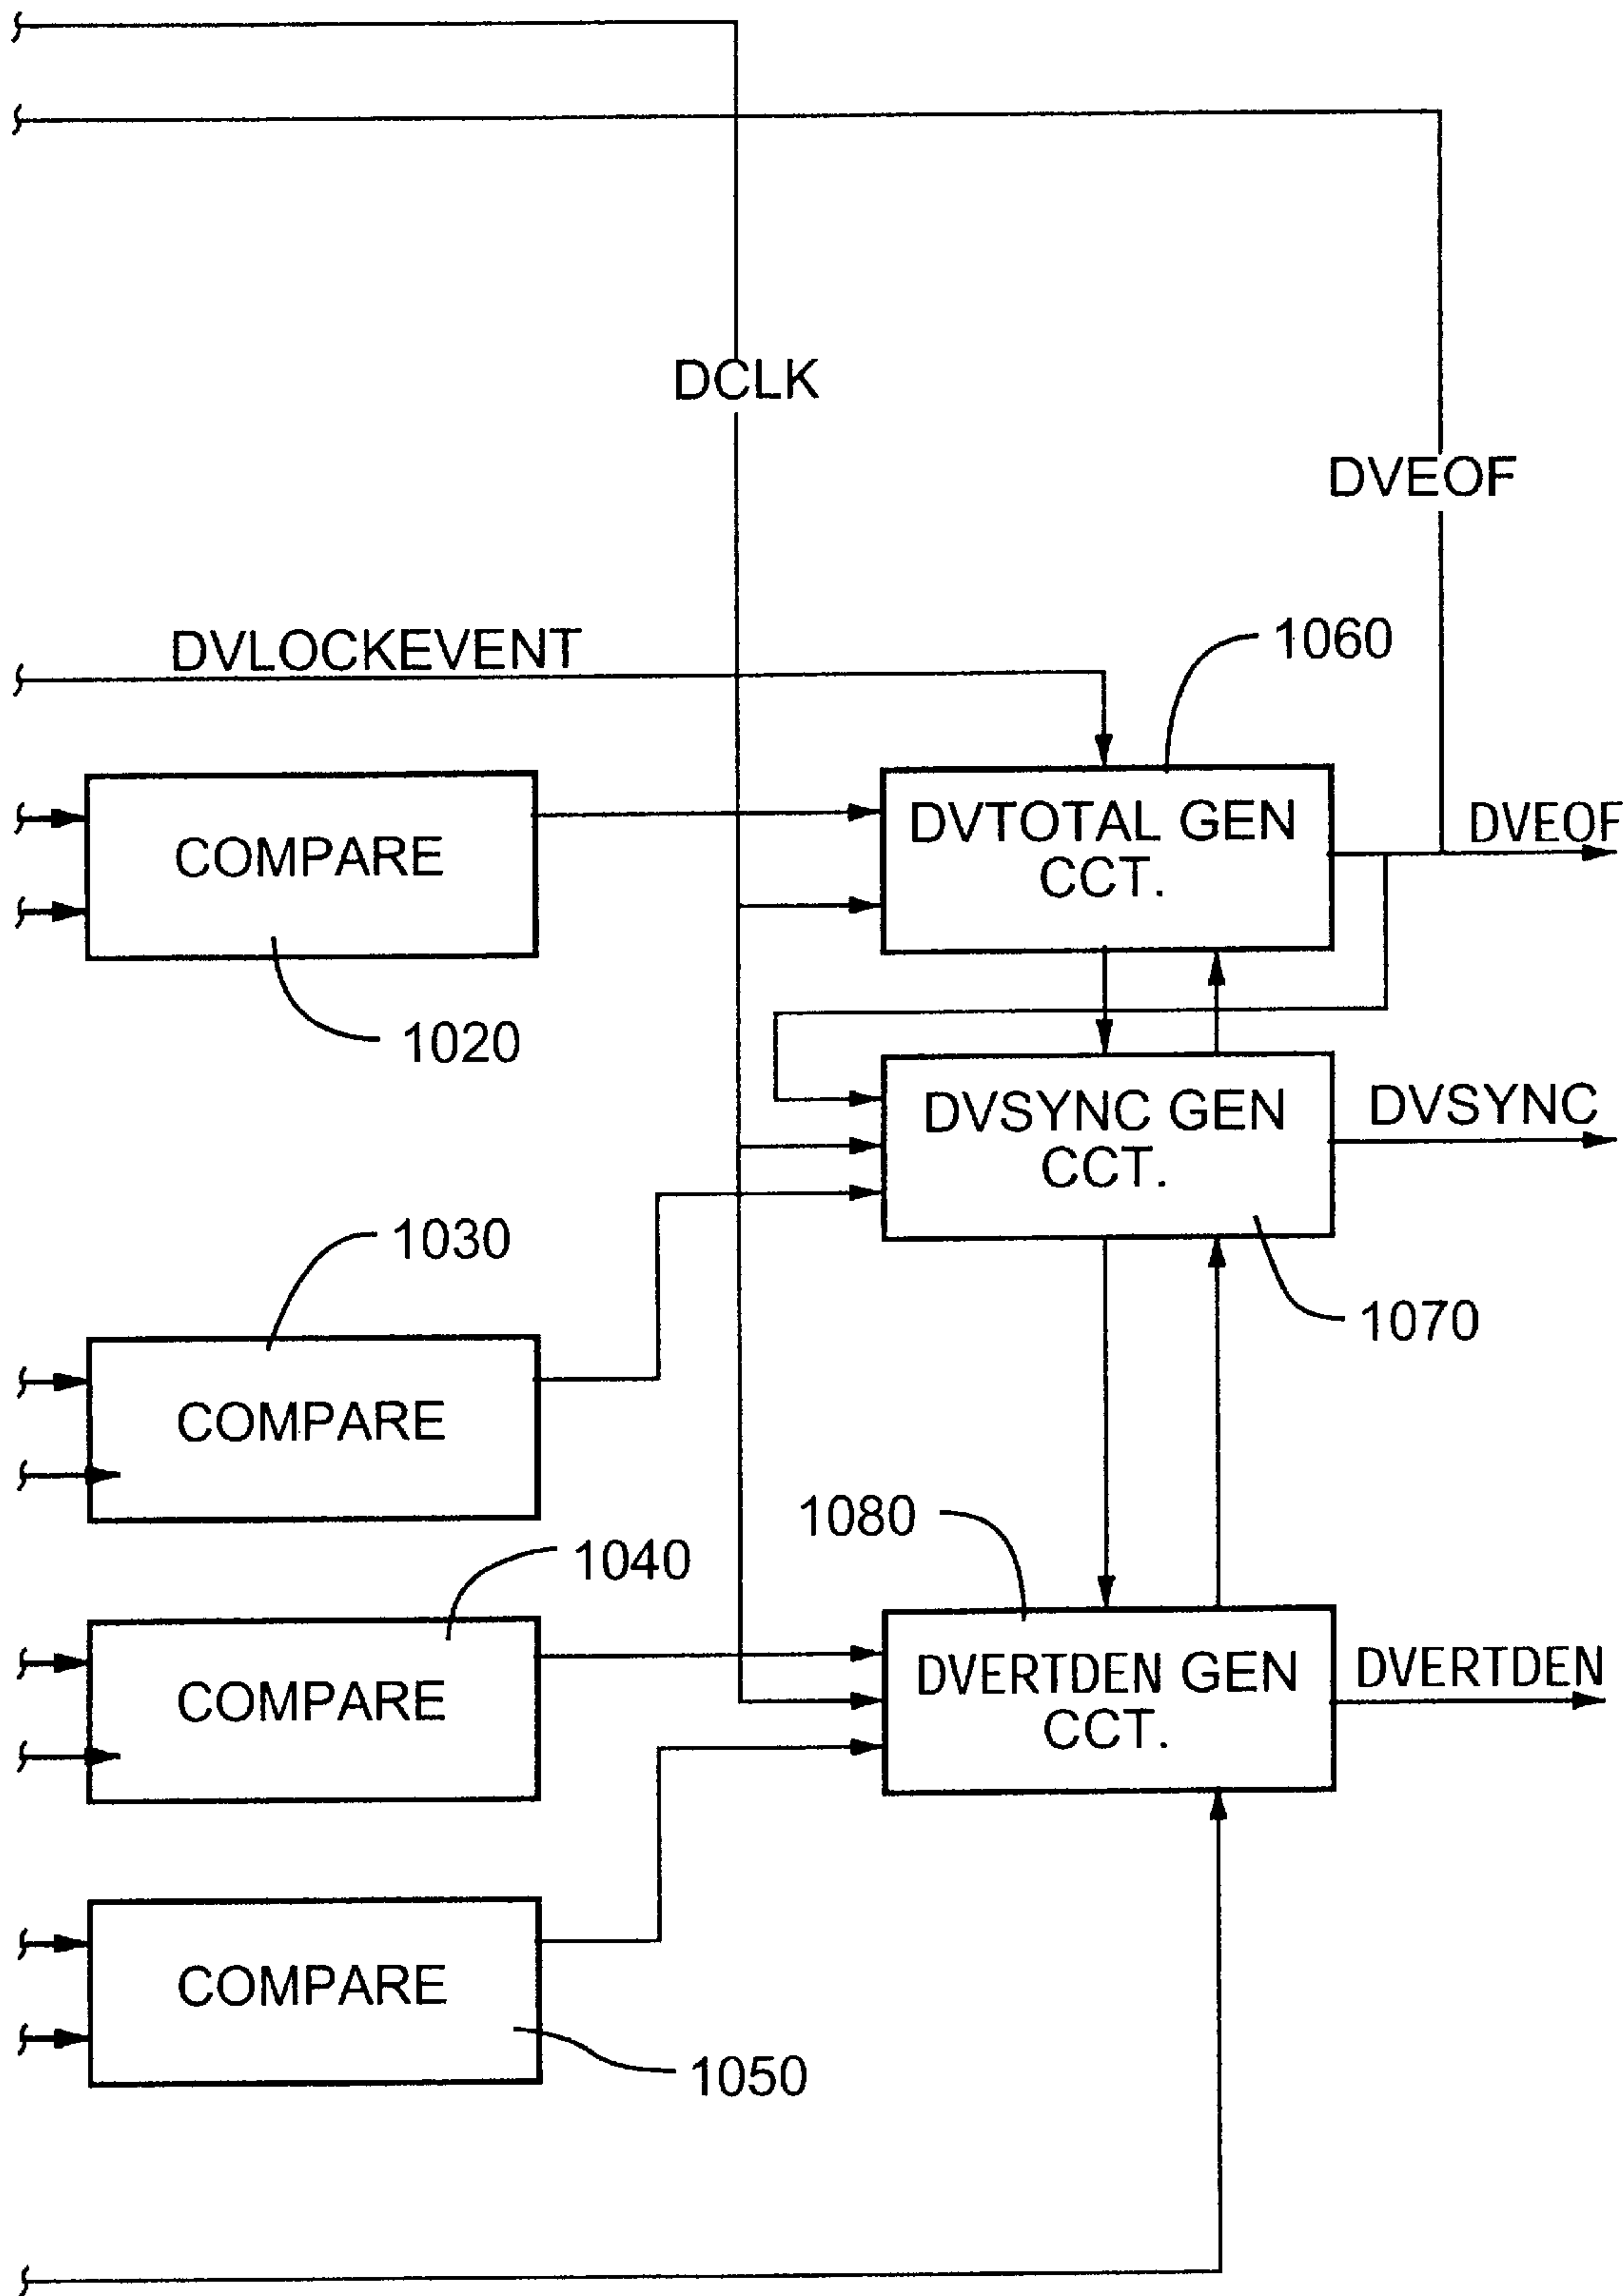 DCLK
DVEOF
DVLOCKEVENT
1060
COMPARE
DVTOTAL GEN
CCT.
DVEOF
1020
DVSYNC GEN
CCT.
DVSYNC
1030
1070
COMPARE
1080
1040
COMPARE
DVERTDEN GEN
CCT.
DVERTDEN
COMPARE
1050